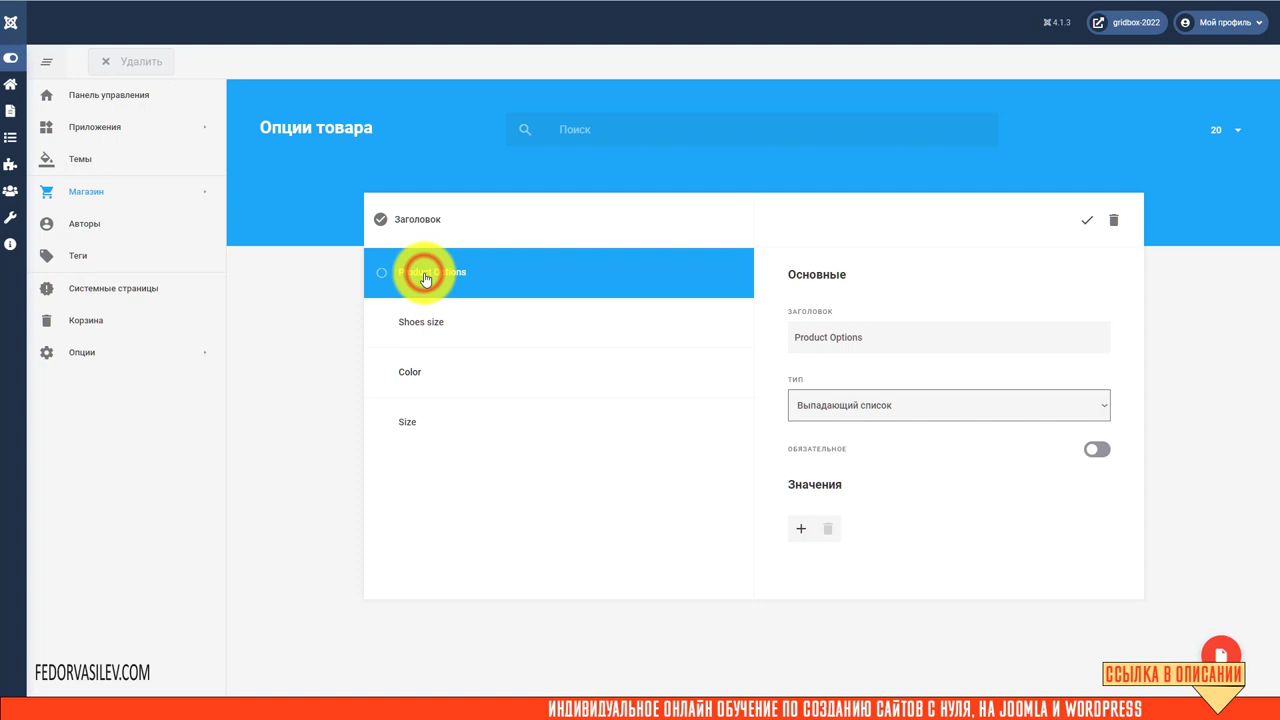 4.1.3
gridbox-2022
Мой профиль
Удалить
Панель управления
Приложения
Темы
Магазин
Авторы
Теги
Системные страницы
Корзина
Опции
Опции товара
Поиск
20
Заголовок
Product Options
Shoes size
Color
Size
Основные
ЗАГОЛОВОК
Product Options
ТИП
Выпадающий список
ОБЯЗАТЕЛЬНОЕ
Значения
FEDORVASILEV.COM
ССЫЛКА В ОПИСАНИИ
ИНДИВИДУАЛЬНОЕ ОНЛАЙН ОБУЧЕНИЕ ПО СОЗДАНИЮ САЙТОВ С НУЛЯ, НА JOOMLA И WORDPRESS